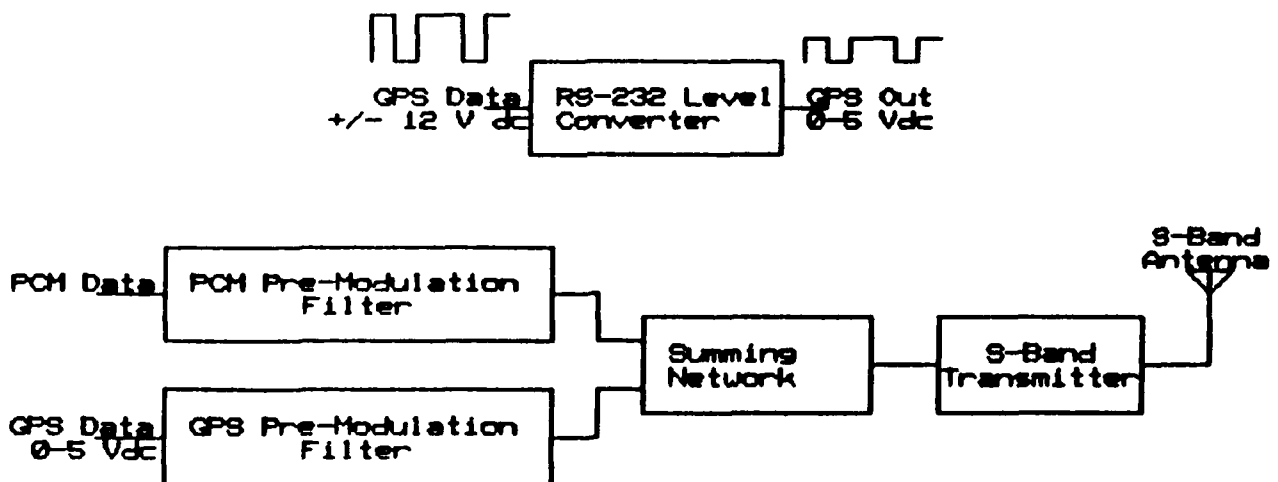 GPS Data
+/- 12 V dc
RS-232 Level
Converter
GPS Out
0-5 Vdc
S-Band
Antenna
PCM Data
PCM Pre-Modulation
Filter
Summing
Network
S-Band
Transmitter
GPS Data
0-5 Vdc
GPS Pre-Modulation
Filter